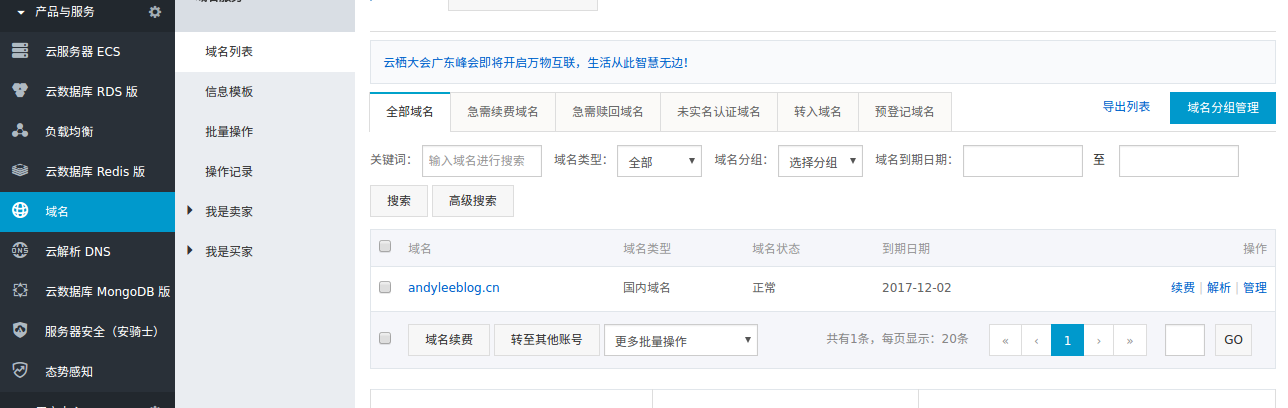 产品与服务
云服务器 ECS
云数据库 RDS 版
负载均衡
云数据库 Redis 版
域名
云解析 DNS
云数据库 MongoDB 版
服务器安全（安骑士）
态势感知
域名列表
信息模板
批量操作
操作记录
我是卖家
我是买家
云栖大会广东峰会即将开启万物互联，生活从此智慧无边！
全部域名 急需续费域名 急需赎回域名 未实名认证域名 转入域名 预登记域名 导出列表 域名分组管理
关键词： 输入域名进行搜索 域名类型： 全部 域名分组： 选择分组 域名到期日期： 至
搜索 高级搜索
域名 域名类型 域名状态 到期日期 操作
andyleeblog.cn 国内域名 正常 2017-12-02 续费 | 解析 | 管理
域名续费 转至其他账号 更多批量操作 共有1条，每页显示：20条 « ‹ 1 › » GO